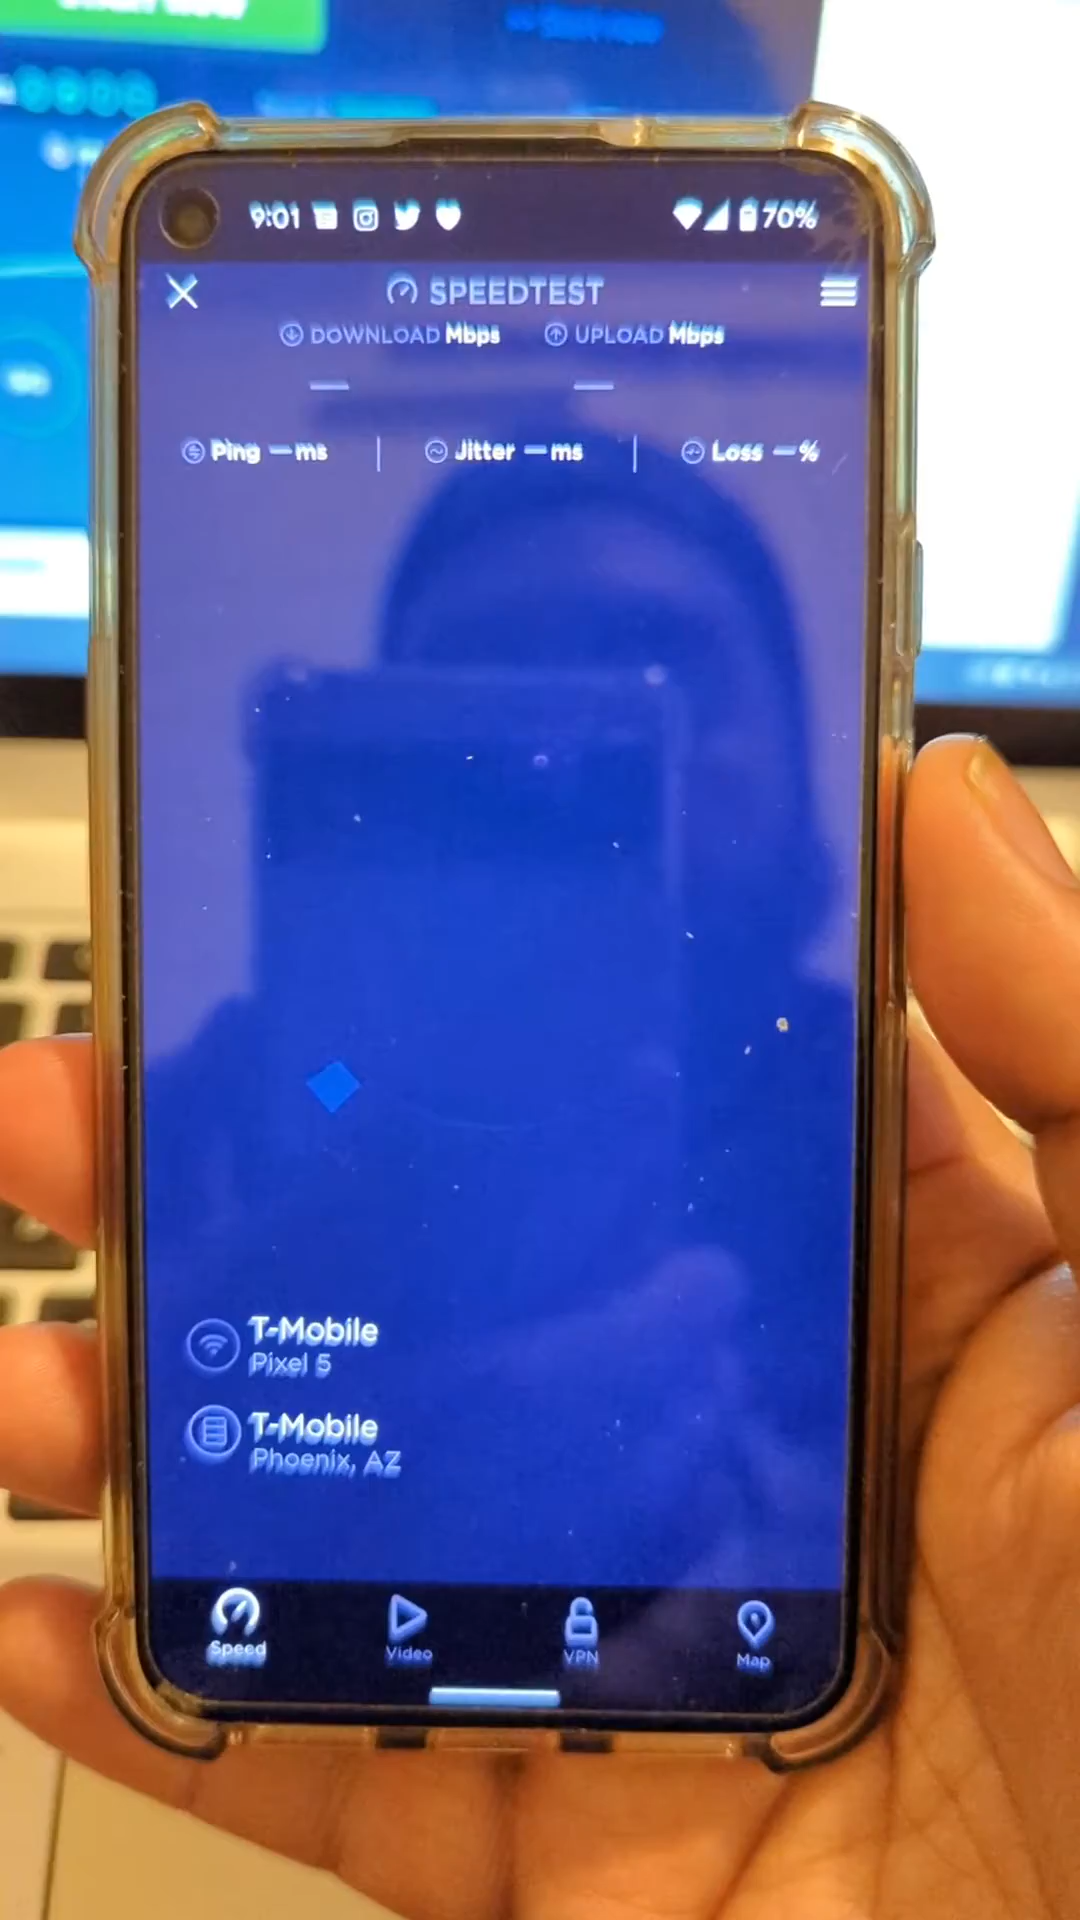 9:01 70%
SPEEDTEST
DOWNLOAD Mbps UPLOAD Mbps
— —
Ping — ms | Jitter — ms | Loss — %
T-Mobile
Pixel 5
T-Mobile
Phoenix, AZ
Speed Video VPN Map